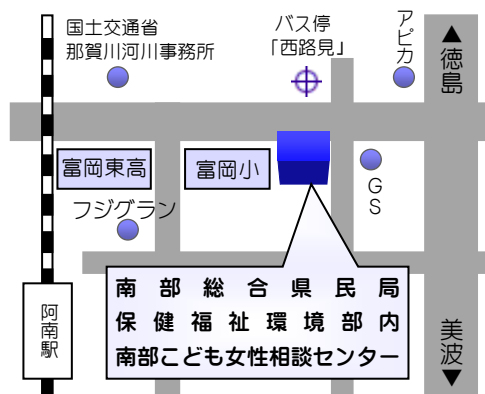 国土交通省
那賀川河川事務所
バス停
「西路見」
アピカ
▲徳島
富岡東高
富岡小
GS
フジグラン
阿南駅
南部総合県民局
保健福祉環境部内
南部こども女性相談センター
美波▼